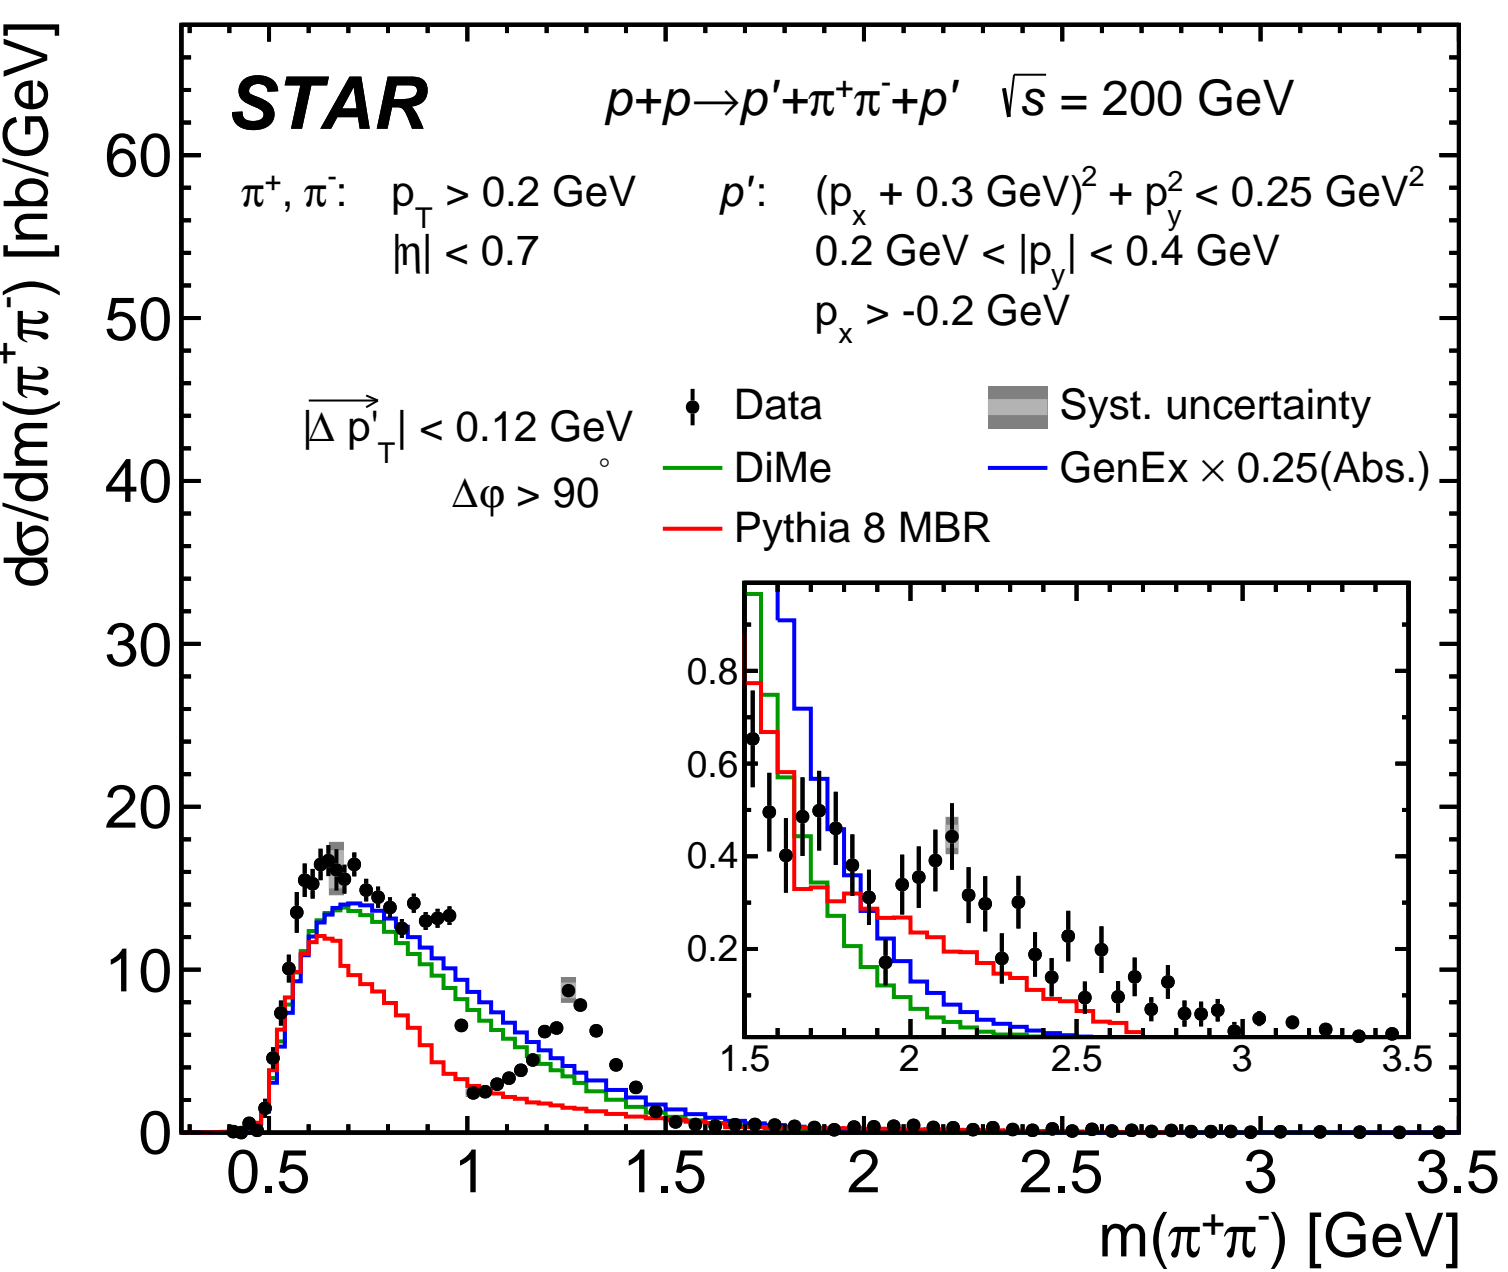 dσ/dm(π⁺π⁻) [nb/GeV]
STAR p+p→p′+π⁺π⁻+p′ √s = 200 GeV
π⁺, π⁻: p_T > 0.2 GeV p′: (p_x + 0.3 GeV)² + p_y² < 0.25 GeV²
|η| < 0.7 0.2 GeV < |p_y| < 0.4 GeV
p_x > -0.2 GeV
|Δ p'_T| < 0.12 GeV
Δφ > 90°
Data Syst. uncertainty
DiMe GenEx × 0.25(Abs.)
Pythia 8 MBR
60
50
40
30
20
10
0
0.8
0.6
0.4
0.2
1.5 2 2.5 3 3.5
0.5 1 1.5 2 2.5 3 3.5
m(π⁺π⁻) [GeV]